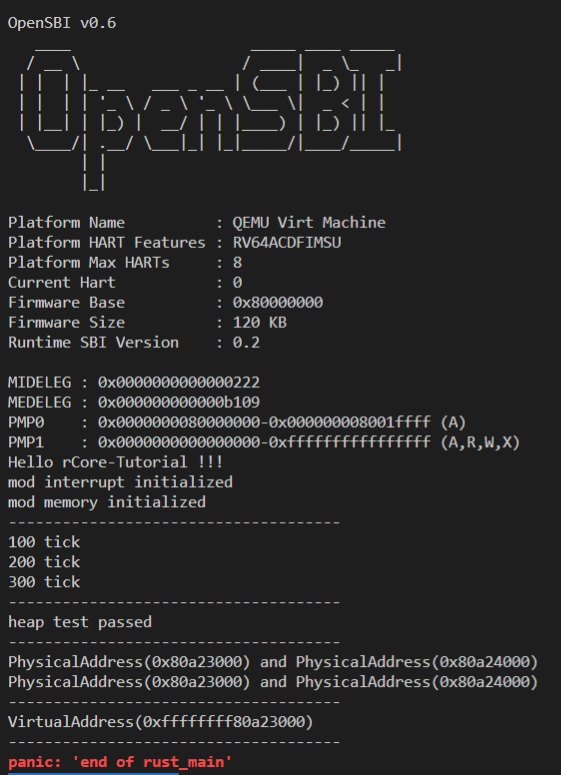 OpenSBI v0.6
OpenSBI
Platform Name          : QEMU Virt Machine
Platform HART Features : RV64ACDFIMSU
Platform Max HARTs     : 8
Current Hart           : 0
Firmware Base          : 0x80000000
Firmware Size          : 120 KB
Runtime SBI Version    : 0.2
MIDELEG : 0x0000000000000222
MEDELEG : 0x000000000000b109
PMP0    : 0x0000000080000000-0x000000008001ffff (A)
PMP1    : 0x0000000000000000-0xffffffffffffffff (A,R,W,X)
Hello rCore-Tutorial !!!
mod interrupt initialized
mod memory initialized
-------------------------------------
100 tick
200 tick
300 tick
-------------------------------------
heap test passed
-------------------------------------
PhysicalAddress(0x80a23000) and PhysicalAddress(0x80a24000)
PhysicalAddress(0x80a23000) and PhysicalAddress(0x80a24000)
-------------------------------------
VirtualAddress(0xffffffff80a23000)
-------------------------------------
panic: 'end of rust_main'